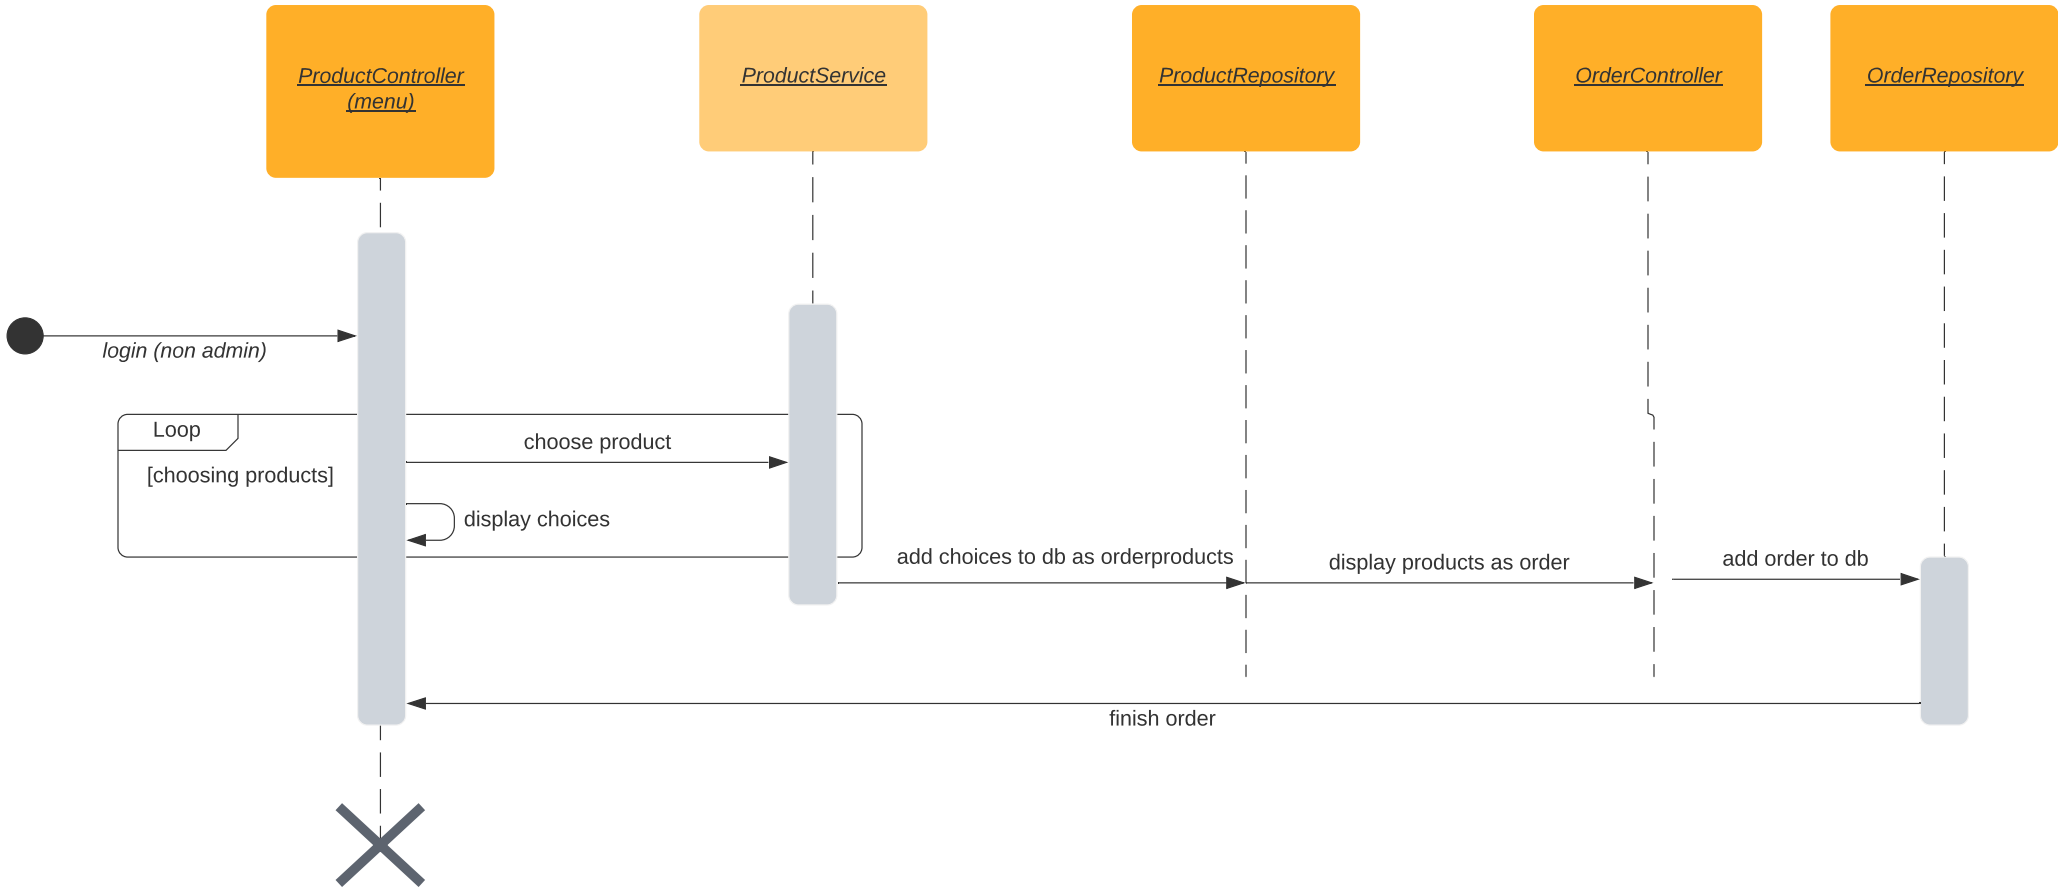 ProductController
(menu)
ProductService
ProductRepository
OrderController
OrderRepository
login (non admin)
Loop
[choosing products]
choose product
display choices
add choices to db as orderproducts
display products as order
add order to db
finish order